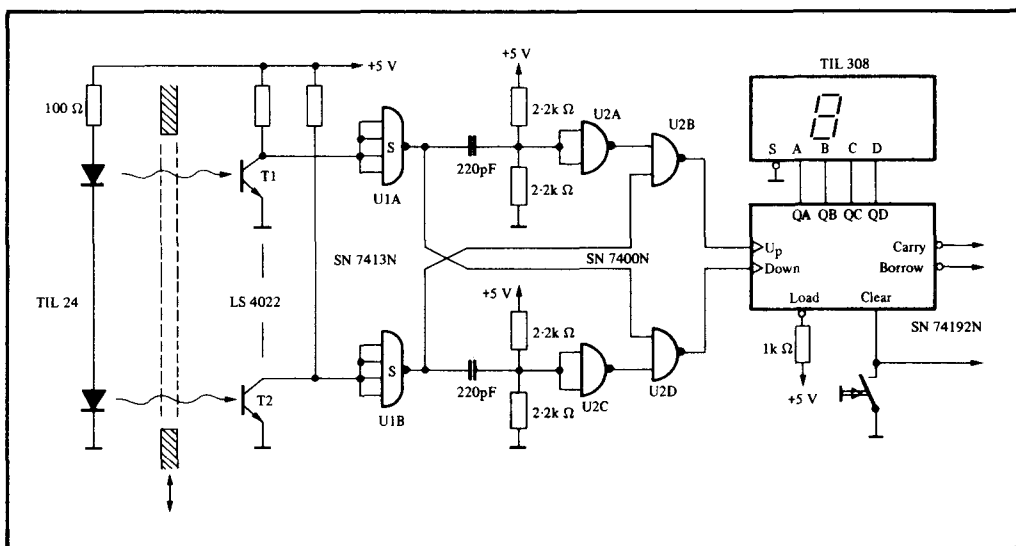 TIL 308
+5 V
+5 V
100 Ω
2·2k Ω
U2A
U2B
S A B C D
S
T1
220pF
U1A
2·2k Ω
QA QB QC QD
SN 7413N
SN 7400N
Up
Carry
Down
Borrow
+5 V
TIL 24
LS 4022
Load
Clear
SN 74192N
2·2k Ω
1k Ω
S
T2
220pF
U2C
U2D
+5 V
U1B
2·2k Ω